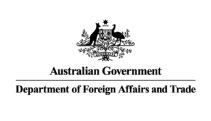 Australian Government
Department of Foreign Affairs and Trade